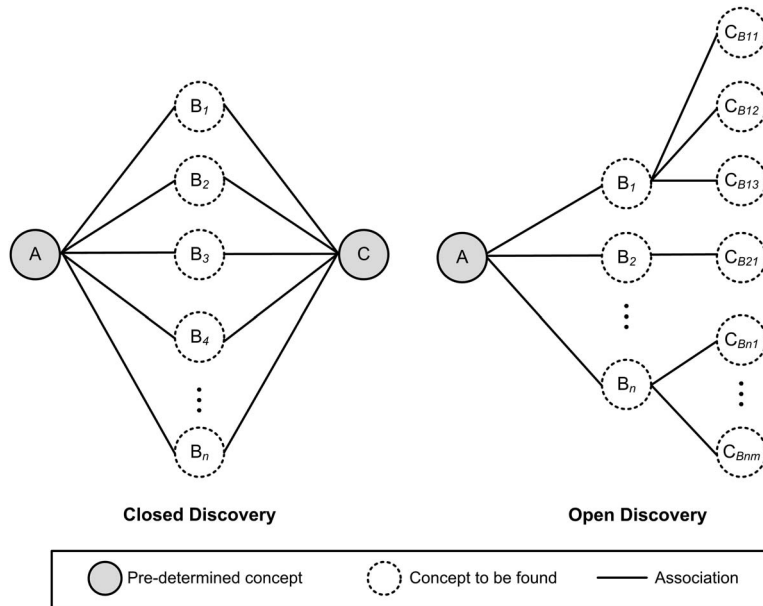 A
B1
B2
B3
B4
Bn
C
Closed Discovery
A
B1
B2
Bn
CB11
CB12
CB13
CB21
CBn1
CBnm
Open Discovery
Pre-determined concept
Concept to be found
Association